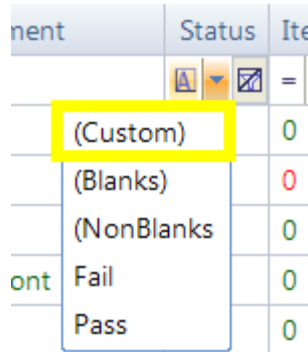 ment Status Ite
A =
(Custom) 0
(Blanks) 0
(NonBlanks 0
ont Fail 0
Pass 0